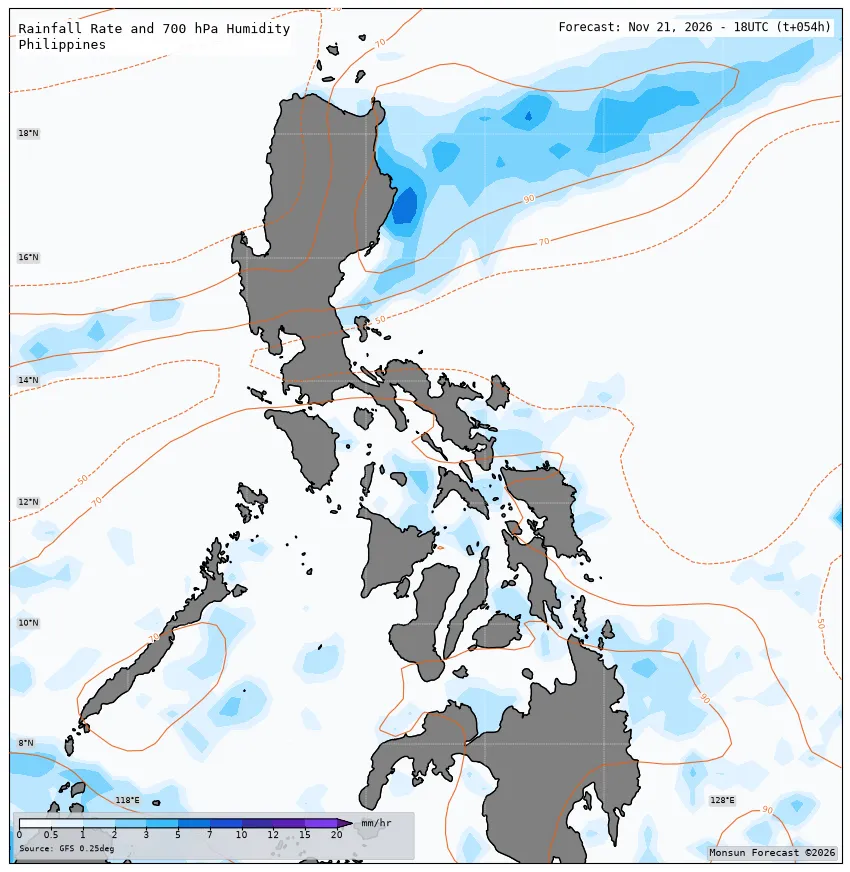 30
Rainfall Rate and 700 hPa Humidity
Philippines
Forecast: Nov 21, 2026 - 18UTC (t+054h)
70
18°N
90
70
16°N
50
14°N
50
70
12°N
10°N
50
70
90
8°N
118°E
128°E
90
0 0.5 1 2 3 5 7 10 12 15 20 mm/hr
Source: GFS 0.25deg
Monsun Forecast ©2026